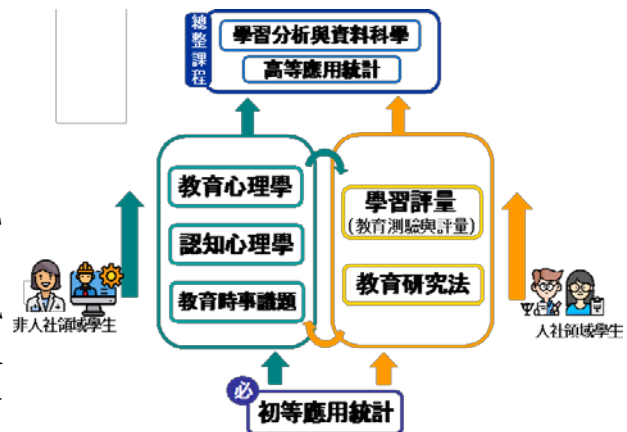 總整課程
學習分析與資料科學
高等應用統計
教育心理學
認知心理學
教育時事議題
學習評量
(教育測驗與評量)
教育研究法
非人社領域學生
人社領域學生
必
初等應用統計